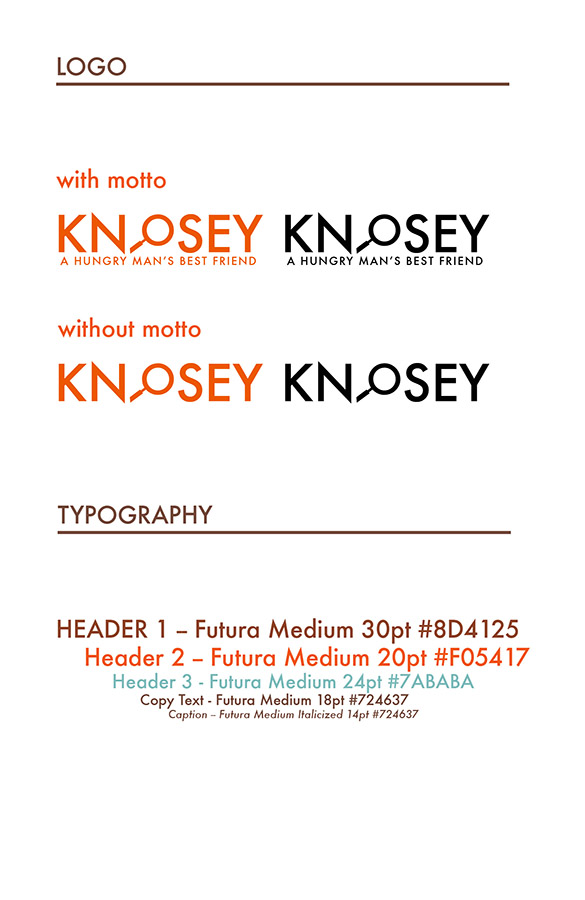 LOGO
with motto
KNOSEY KNOSEY
A HUNGRY MAN'S BEST FRIEND A HUNGRY MAN'S BEST FRIEND
without motto
KNOSEY KNOSEY
TYPOGRAPHY
HEADER 1 – Futura Medium 30pt #8D4125
Header 2 – Futura Medium 20pt #F05417
Header 3 - Futura Medium 24pt #7ABABA
Copy Text - Futura Medium 18pt #724637
Caption – Futura Medium Italicized 14pt #724637